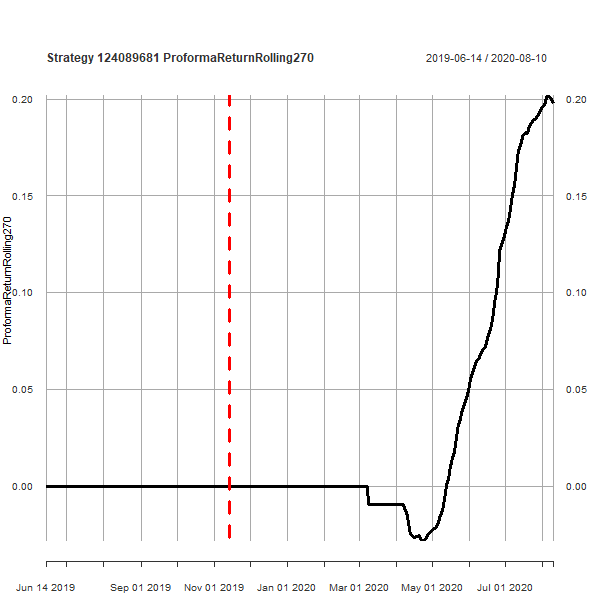 Strategy 124089681 ProformaReturnRolling270
2019-06-14 / 2020-08-10
0.20
0.15
0.10
0.05
0.00
ProformaReturnRolling270
0.20
0.15
0.10
0.05
0.00
Jun 14 2019
Sep 01 2019
Nov 01 2019
Jan 01 2020
Mar 01 2020
May 01 2020
Jul 01 2020